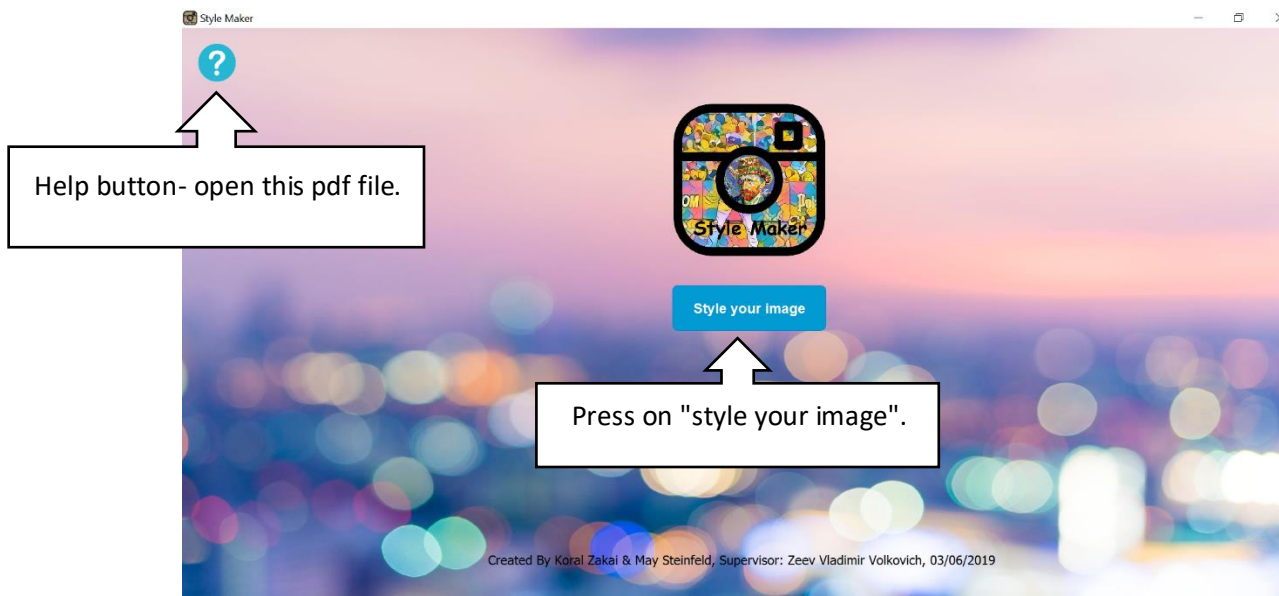 Style Maker
?
Help button- open this pdf file.
Style Maker
Style your image
Press on "style your image".
Created By Koral Zakai & May Steinfeld, Supervisor: Zeev Vladimir Volkovich, 03/06/2019